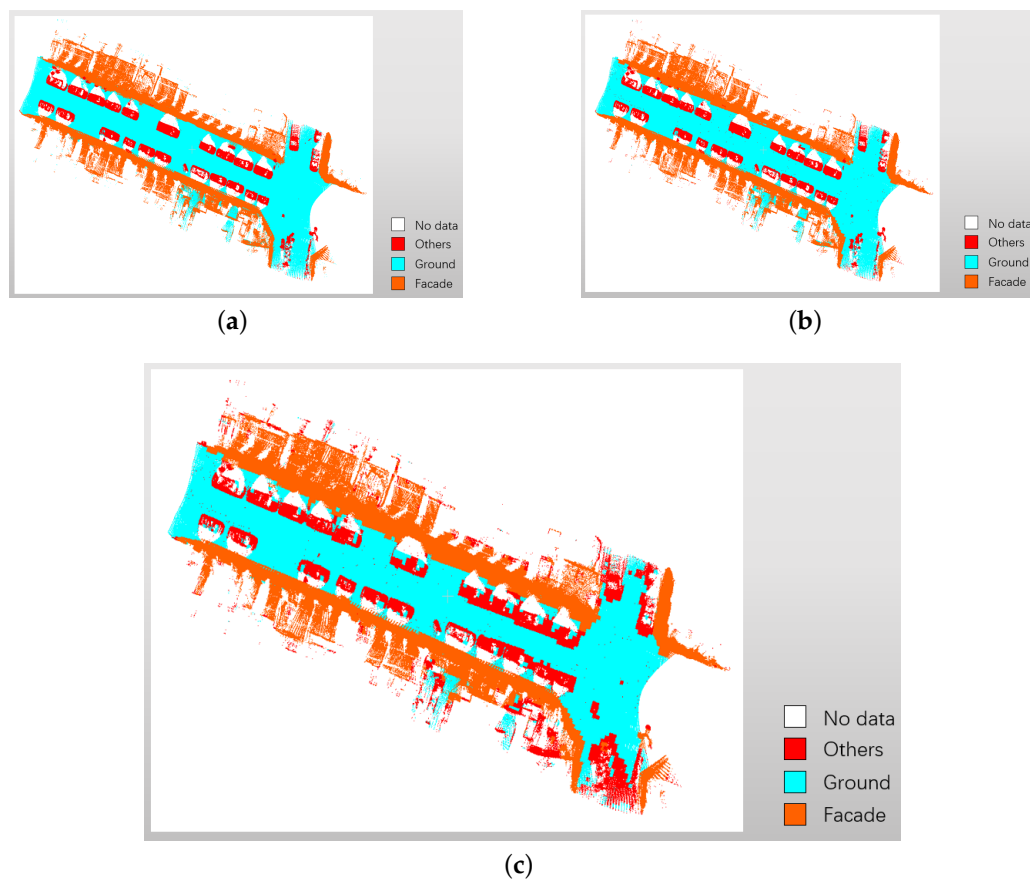 No data
Others
Ground
Facade
(a)
No data
Others
Ground
Facade
(b)
No data
Others
Ground
Facade
(c)